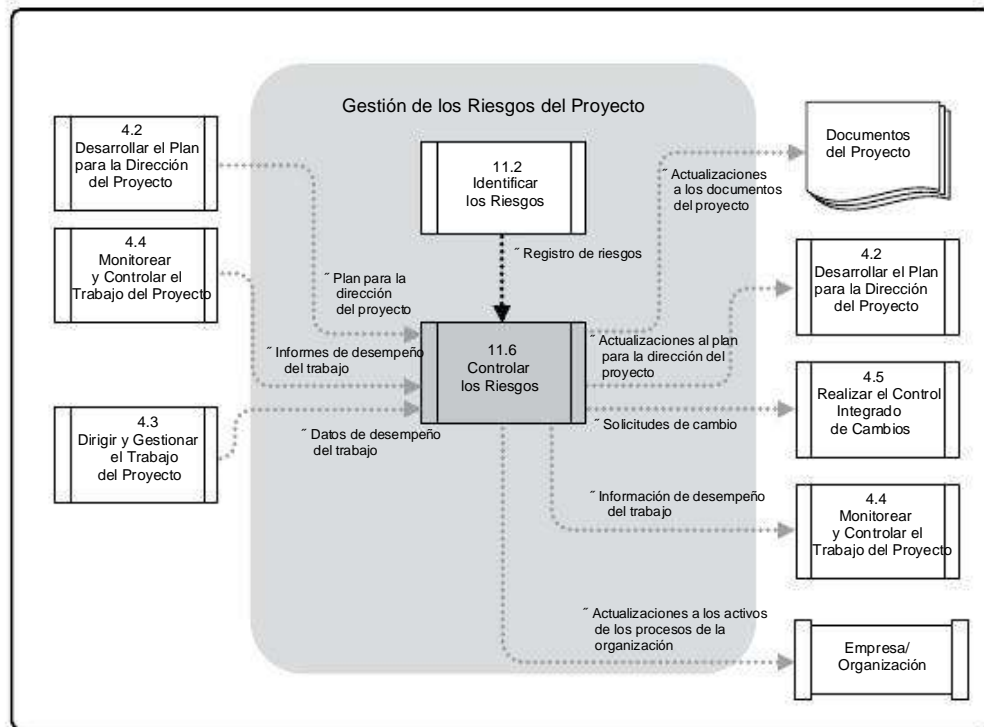 Gestión de los Riesgos del Proyecto
4.2
Desarrollar el Plan
para la Dirección
del Proyecto
4.4
Monitorear
y Controlar el
Trabajo del Proyecto
4.3
Dirigir y Gestionar
el Trabajo
del Proyecto
11.2
Identificar
los Riesgos
˝ Registro de riesgos
˝ Plan para la
dirección
del proyecto
˝ Informes de desempeño
del trabajo
˝ Datos de desempeño
del trabajo
11.6
Controlar
los Riesgos
˝ Actualizaciones
a los documentos
del proyecto
˝ Actualizaciones al plan
para la dirección del
proyecto
˝ Solicitudes de cambio
˝ Información de desempeño
del trabajo
˝ Actualizaciones a los activos
de los procesos de la
organización
Documentos
del Proyecto
4.2
Desarrollar el Plan
para la Dirección
del Proyecto
4.5
Realizar el Control
Integrado
de Cambios
4.4
Monitorear
y Controlar el
Trabajo del Proyecto
Empresa/
Organización